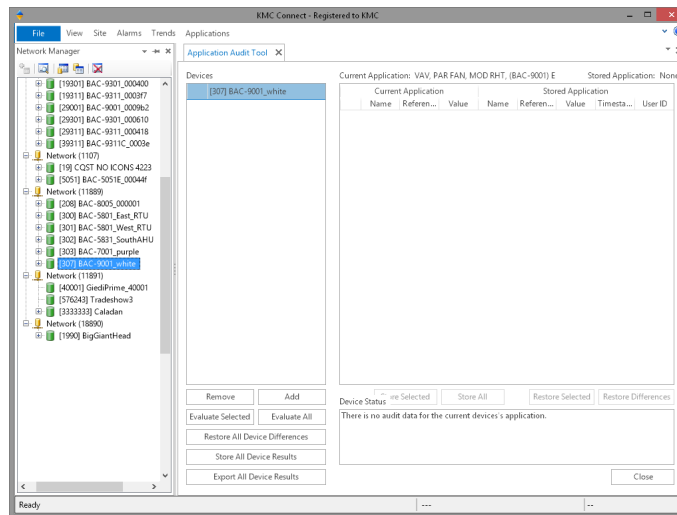 KMC Connect - Registered to KMC
File View Site Alarms Trends Applications
Network Manager
Application Audit Tool
[19301] BAC-9301_000400
[19311] BAC-9311_0003f7
[29001] BAC-9001_0009b2
[29301] BAC-9301_000610
[29311] BAC-9311_000418
[39311] BAC-9311C_0003e
Network (1107)
[19] CQST NO ICONS 4223
[5051] BAC-5051E_00044f
Network (11889)
[208] BAC-8005_000001
[300] BAC-5801_East_RTU
[301] BAC-5801_West_RTU
[302] BAC-5831_SouthAHU
[303] BAC-7001_purple
[307] BAC-9001_white
Network (11891)
[40001] GiediPrime_40001
[576243] Tradeshow3
[3333333] Caladan
Network (18890)
[1990] BigGiantHead
Devices
[307] BAC-9001_white
Remove Add
Evaluate Selected Evaluate All
Restore All Device Differences
Store All Device Results
Export All Device Results
Current Application: VAV, PAR FAN, MOD RHT, (BAC-9001) E Stored Application: None
Current Application Stored Application
Name Referen... Value Name Referen... Value Timesta... User ID
re Selected Store All Restore Selected Restore Differences
Device Status
There is no audit data for the current devices's application.
Close
Ready --- --